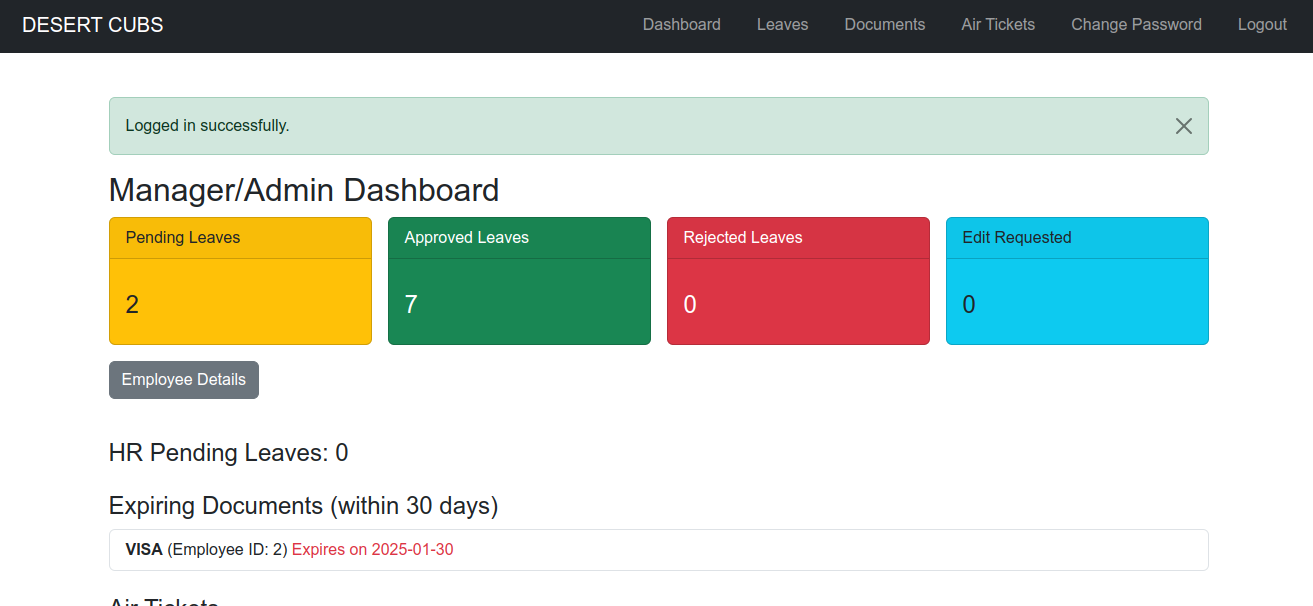 DESERT CUBS Dashboard Leaves Documents Air Tickets Change Password Logout
Logged in successfully.
Manager/Admin Dashboard
Pending Leaves Approved Leaves Rejected Leaves Edit Requested
2 7 0 0
Employee Details
HR Pending Leaves: 0
Expiring Documents (within 30 days)
VISA (Employee ID: 2) Expires on 2025-01-30
Air Tickets